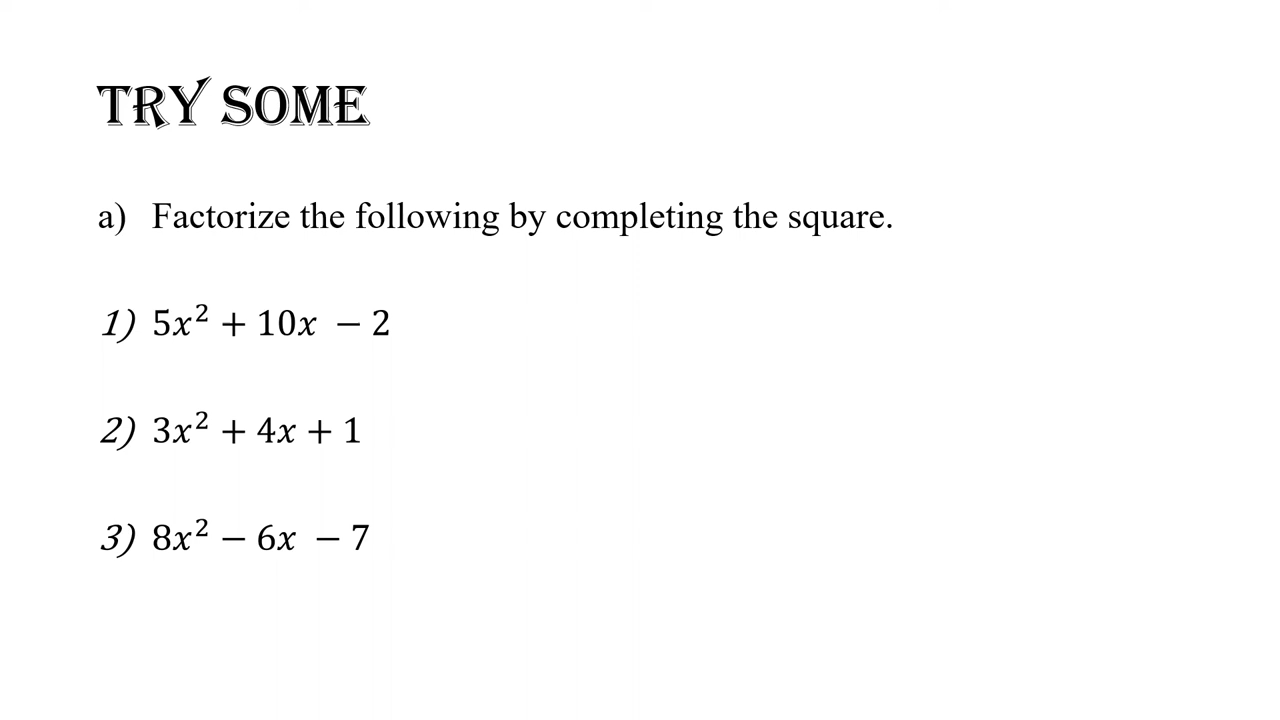 TRY SOME
a) Factorize the following by completing the square.
1) 5x² + 10x − 2
2) 3x² + 4x + 1
3) 8x² − 6x − 7